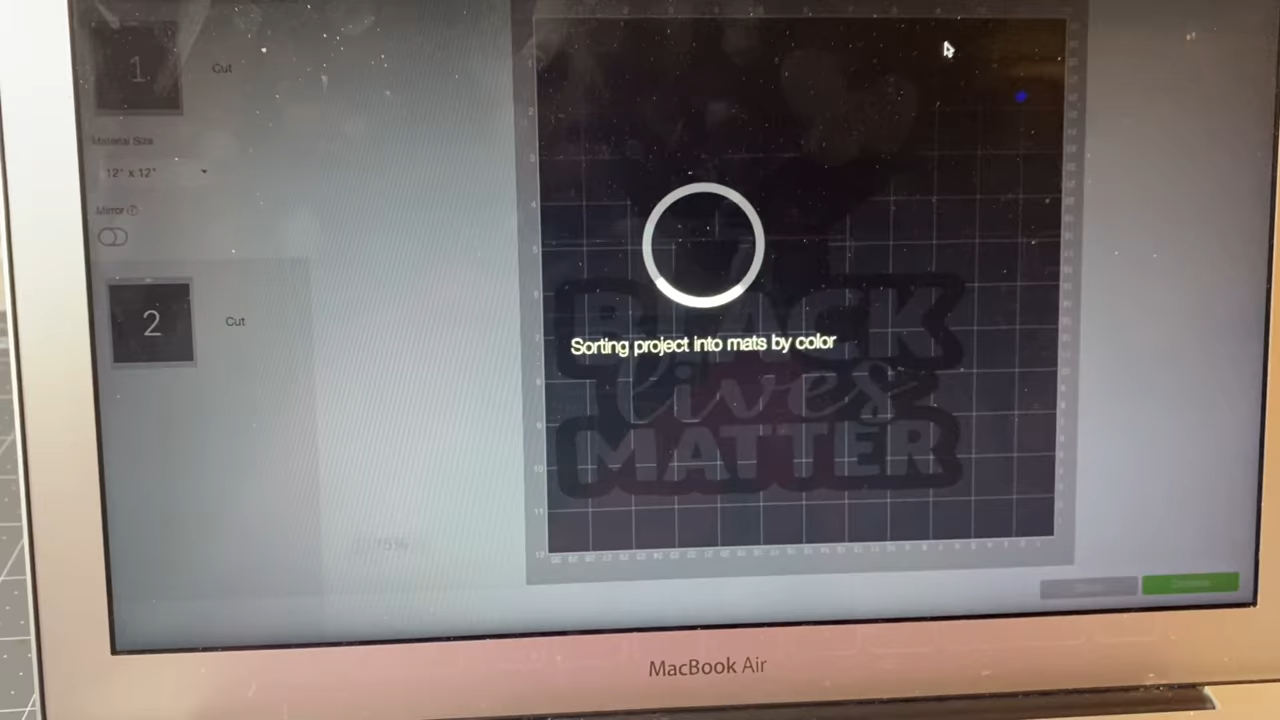 1
Cut
Material Size
12" x 12"
Mirror
2
Cut
75%
Sorting project into mats by color
BLACK
lives
MATTER
MacBook Air